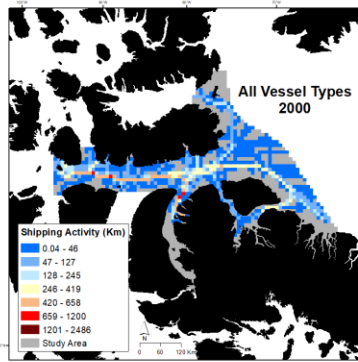 All Vessel Types
2000
Shipping Activity (Km)
0.04 - 46
47 - 127
128 - 245
246 - 419
420 - 658
659 - 1200
1201 - 2486
Study Area
N
0 30 60 120 Km